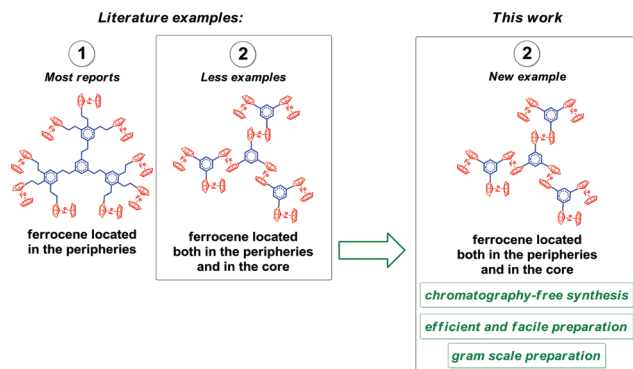 Literature examples:
This work
1
Most reports
2
Less examples
2
New example
ferrocene located
in the peripheries
ferrocene located
both in the peripheries
and in the core
ferrocene located
both in the peripheries
and in the core
chromatography-free synthesis
efficient and facile preparation
gram scale preparation